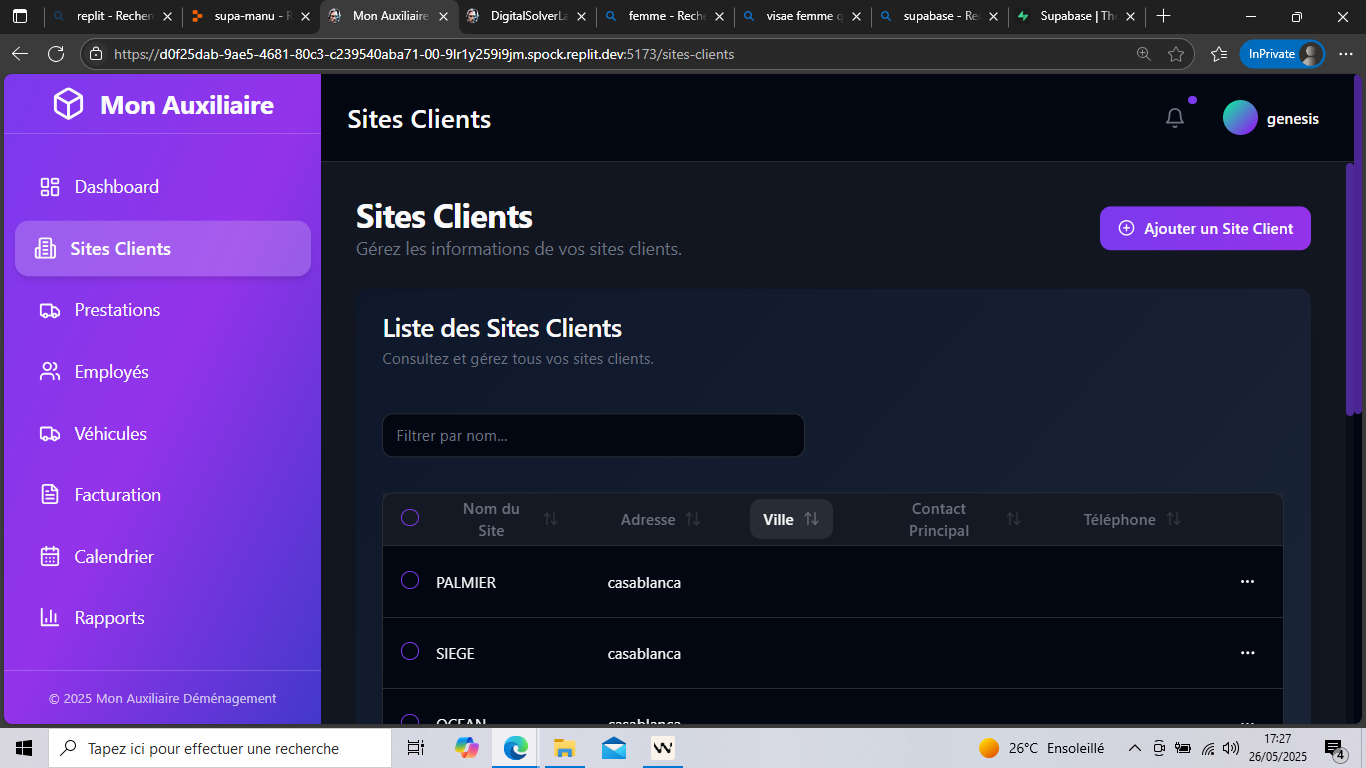 replit - Recher
supa-manu - R
Mon Auxiliaire
DigitalSolverLa
femme - Rech
visae femme q
supabase - Re
Supabase | Th
https://d0f25dab-9ae5-4681-80c3-c239540aba71-00-9lr1y259i9jm.spock.replit.dev:5173/sites-clients
InPrivate
Mon Auxiliaire
Sites Clients
genesis
Dashboard
Sites Clients
Prestations
Employés
Véhicules
Facturation
Calendrier
Rapports
© 2025 Mon Auxiliaire Déménagement
Sites Clients
Gérez les informations de vos sites clients.
Ajouter un Site Client
Liste des Sites Clients
Consultez et gérez tous vos sites clients.
Filtrer par nom...
Nom du Site
Adresse
Ville
Contact Principal
Téléphone
PALMIER casablanca
SIEGE casablanca
OCEAN casablanca
Tapez ici pour effectuer une recherche
26°C Ensoleillé
17:27
26/05/2025
4